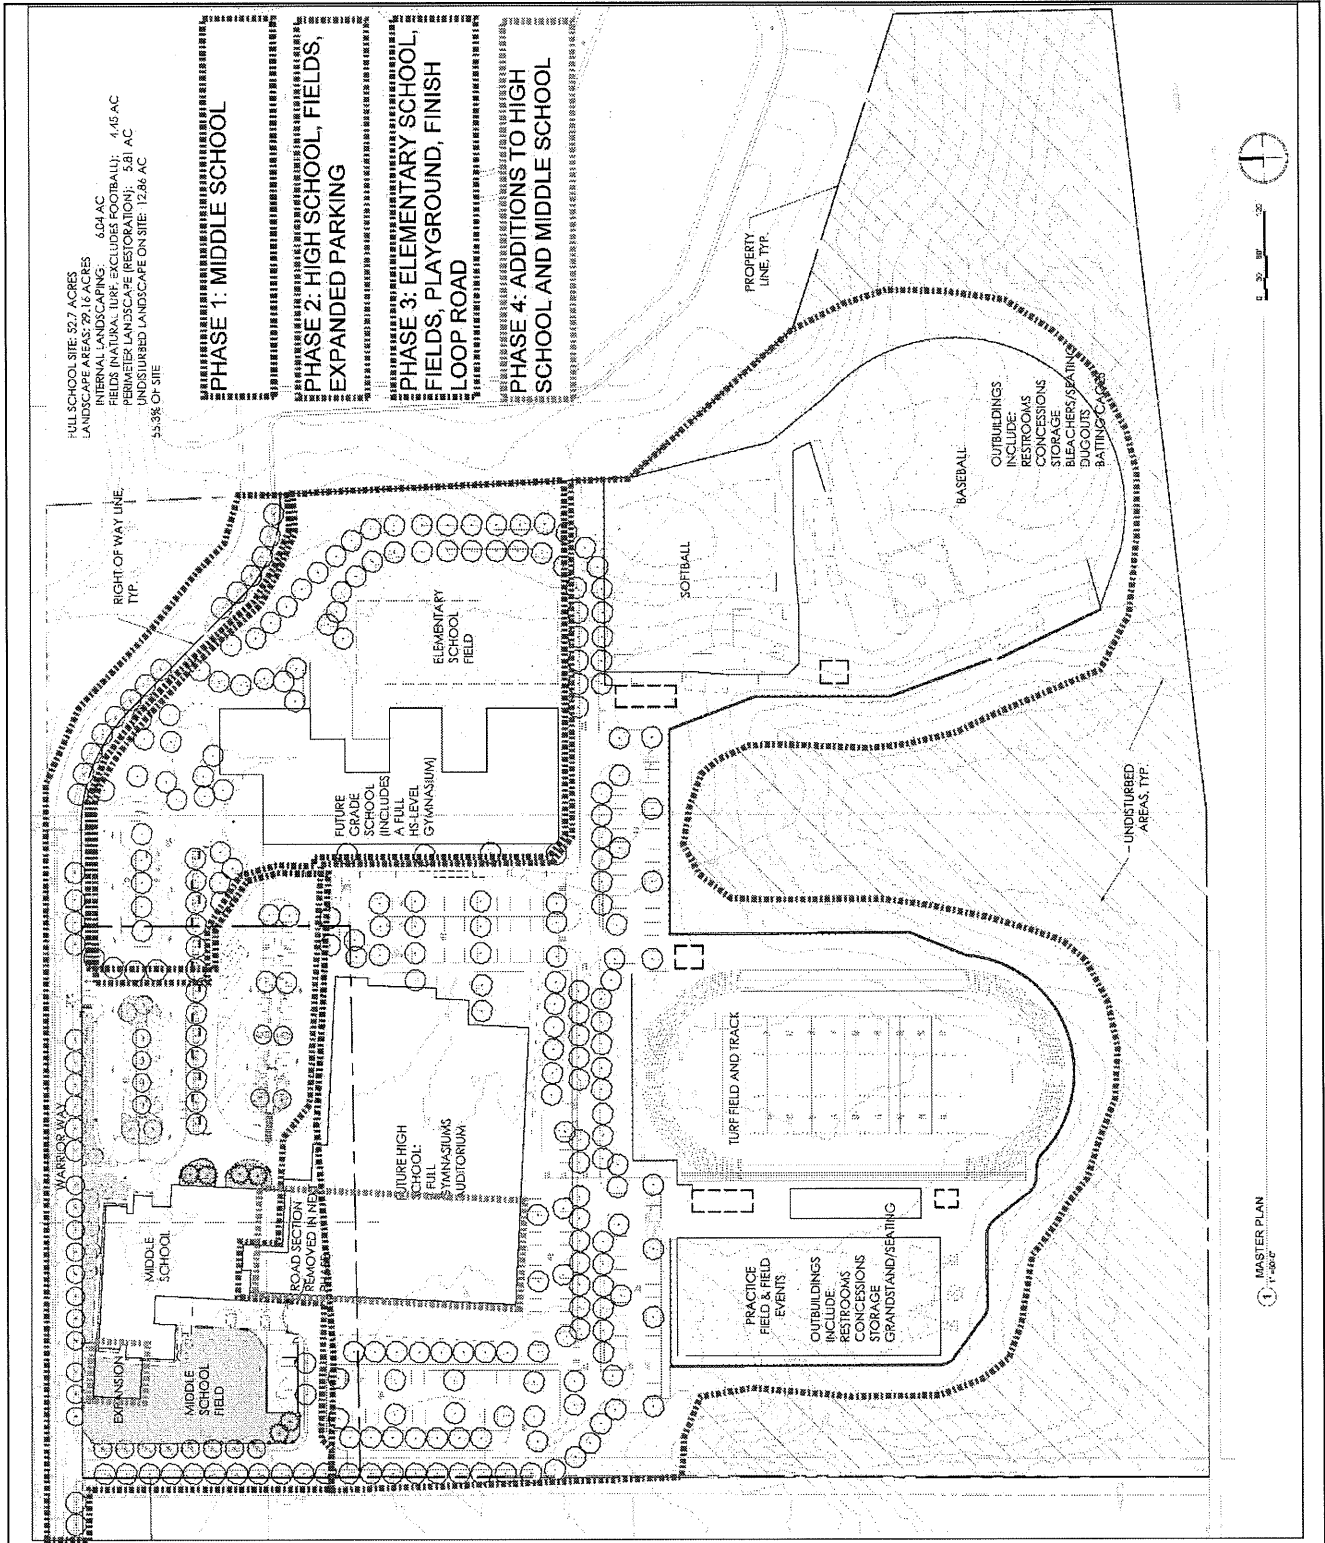 FULL SCHOOL SITE: 52.7 ACRES
LANDSCAPE AREAS: 29.16 ACRES
INTERNAL LANDSCAPING: 6.04 AC
FIELDS (NATURAL TURF, EXCLUDES FOOTBALL): 4.45 AC
PERIMETER LANDSCAPE (RESTORATION): 5.81 AC
UNDISTURBED LANDSCAPE ON SITE: 12.86 AC
55.3% OF SITE
PHASE 1: MIDDLE SCHOOL
PHASE 2: HIGH SCHOOL, FIELDS,
EXPANDED PARKING
PHASE 3: ELEMENTARY SCHOOL,
FIELDS, PLAYGROUND, FINISH
LOOP ROAD
PHASE 4: ADDITIONS TO HIGH
SCHOOL AND MIDDLE SCHOOL
RIGHT OF WAY LINE,
TYP.
PROPERTY
LINE, TYP.
WARRIOR WAY
EXPANSION
MIDDLE
SCHOOL
FIELD
MIDDLE
SCHOOL
ROAD SECTION
REMOVED IN NEXT
PHASE
FUTURE HIGH
SCHOOL:
FULL
GYMNASIUMS
AUDITORIUM
FUTURE
GRADE
SCHOOL
(INCLUDES
A FULL
HS-LEVEL
GYMNASIUM)
ELEMENTARY
SCHOOL
FIELD
SOFTBALL
BASEBALL
OUTBUILDINGS
INCLUDE:
RESTROOMS
CONCESSIONS
STORAGE
BLEACHERS/SEATING
DUGOUTS
BATTING CAGES
TURF FIELD AND TRACK
PRACTICE
FIELD & FIELD
EVENTS
OUTBUILDINGS
INCLUDE:
RESTROOMS
CONCESSIONS
STORAGE
GRANDSTAND/SEATING
UNDISTURBED
AREAS, TYP.
1 MASTER PLAN
1" = 60'-0"